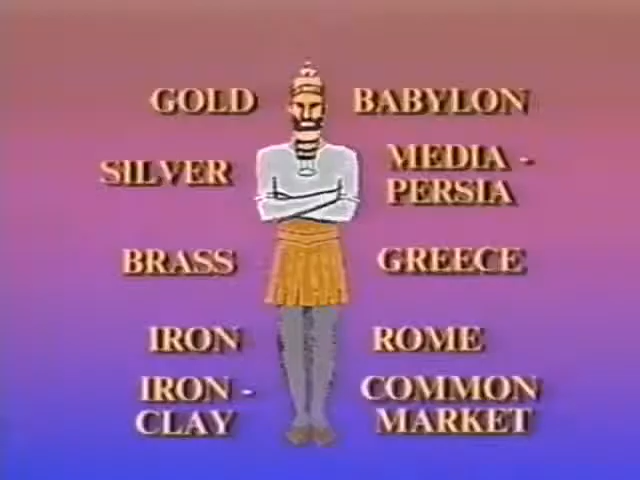 GOLD BABYLON
SILVER MEDIA -
PERSIA
BRASS GREECE
IRON ROME
IRON - COMMON
CLAY MARKET